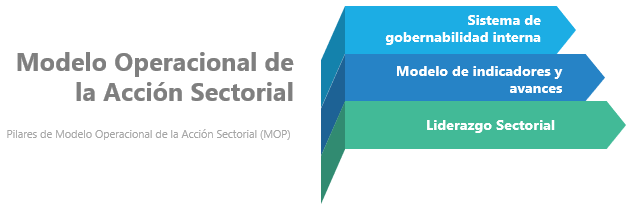 Modelo Operacional de
la Acción Sectorial
Pilares de Modelo Operacional de la Acción Sectorial (MOP)
Sistema de
gobernabilidad interna
Modelo de indicadores y
avances
Liderazgo Sectorial